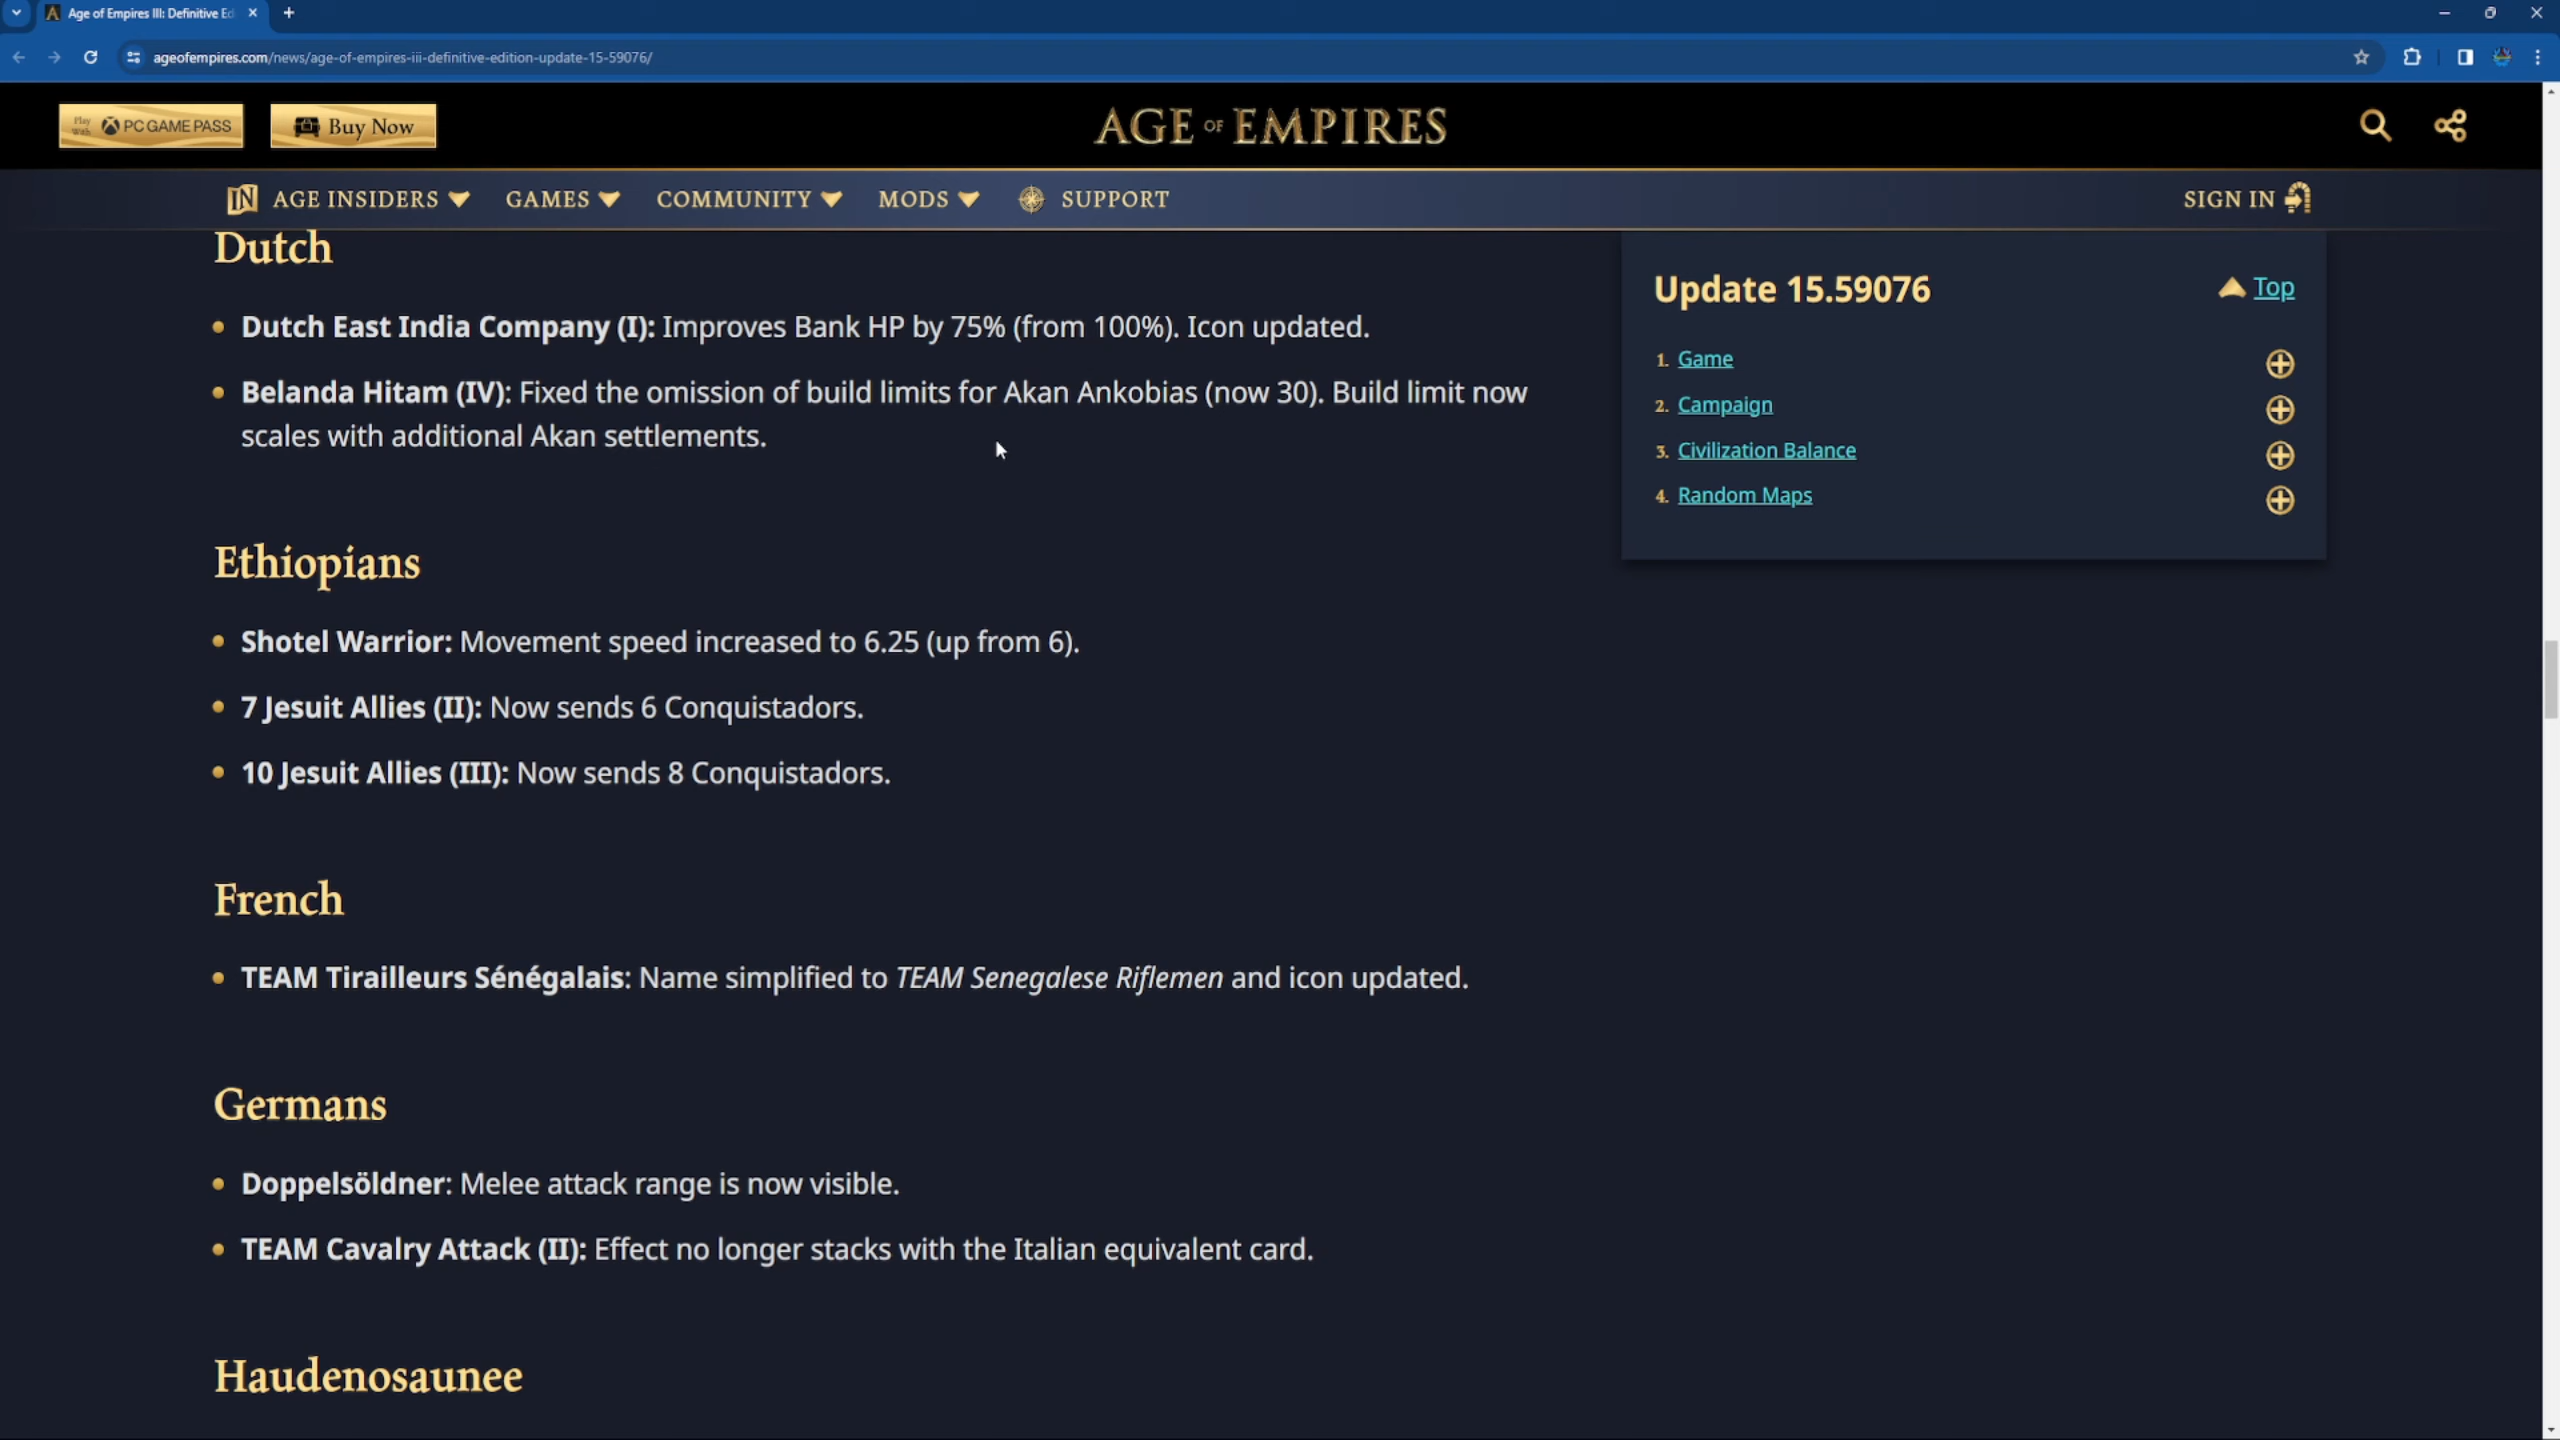 Age of Empires III: Definitive Ed
ageofempires.com/news/age-of-empires-iii-definitive-edition-update-15-59076/
Play With PC GAME PASS
Buy Now
AGE OF EMPIRES
IN AGE INSIDERS
GAMES
COMMUNITY
MODS
SUPPORT
SIGN IN
Dutch
• Dutch East India Company (I): Improves Bank HP by 75% (from 100%). Icon updated.
• Belanda Hitam (IV): Fixed the omission of build limits for Akan Ankobias (now 30). Build limit now
scales with additional Akan settlements.
Ethiopians
• Shotel Warrior: Movement speed increased to 6.25 (up from 6).
• 7 Jesuit Allies (II): Now sends 6 Conquistadors.
• 10 Jesuit Allies (III): Now sends 8 Conquistadors.
French
• TEAM Tirailleurs Sénégalais: Name simplified to TEAM Senegalese Riflemen and icon updated.
Germans
• Doppelsöldner: Melee attack range is now visible.
• TEAM Cavalry Attack (II): Effect no longer stacks with the Italian equivalent card.
Haudenosaunee
Update 15.59076
Top
1. Game
2. Campaign
3. Civilization Balance
4. Random Maps